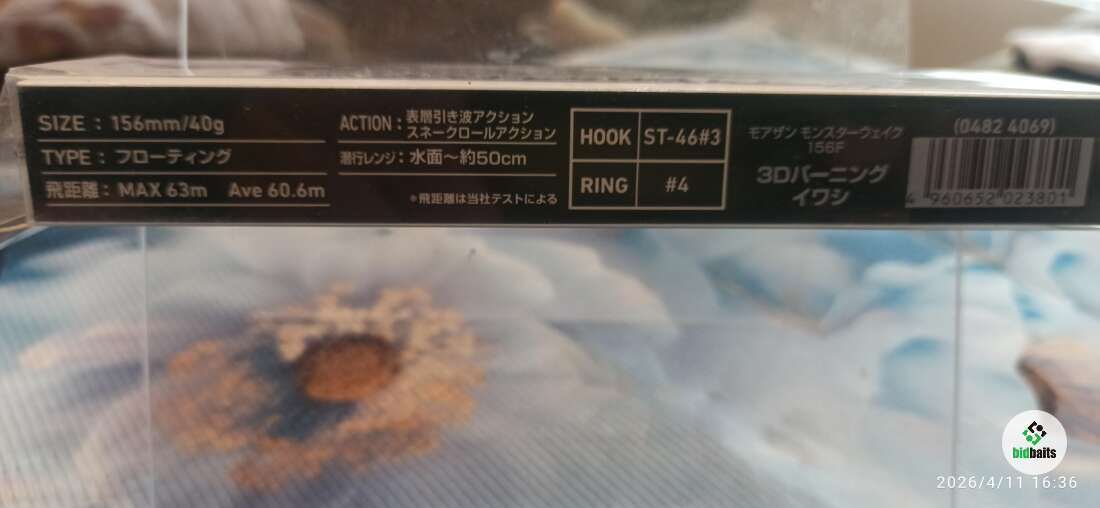 SIZE : 156mm/40g
TYPE : フローティング
飛距離 : MAX 63m Ave 60.6m
ACTION : 表層引き波アクション
スネークロールアクション
潜行レンジ : 水面〜約50cm
*飛距離は当社テストによる
HOOK ST-46#3
RING #4
モアザン モンスターウェイク
156F
3Dバーニング
イワシ
(0482 4069)
4 960652 023801
bidbaits
2026/4/11 16:36